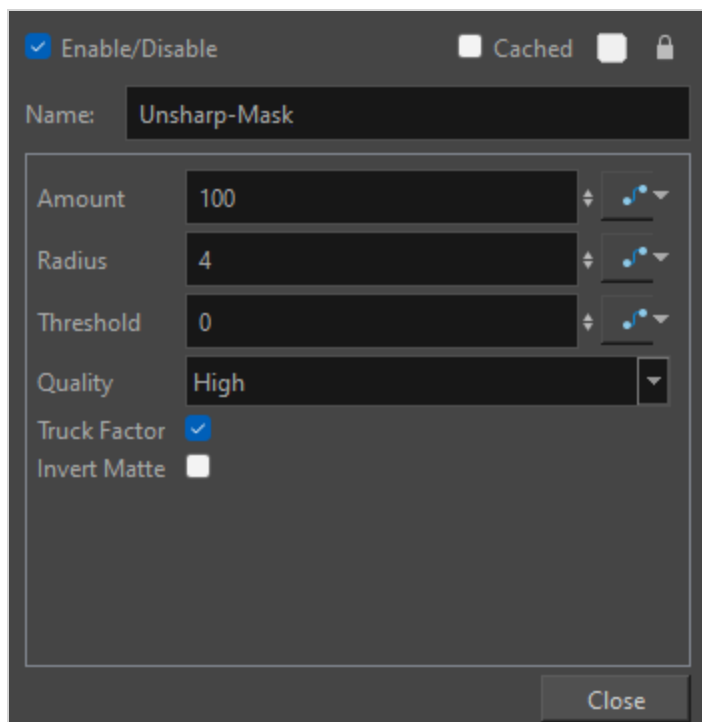 Enable/Disable Cached
Name: Unsharp-Mask
Amount 100
Radius 4
Threshold 0
Quality High
Truck Factor
Invert Matte
Close